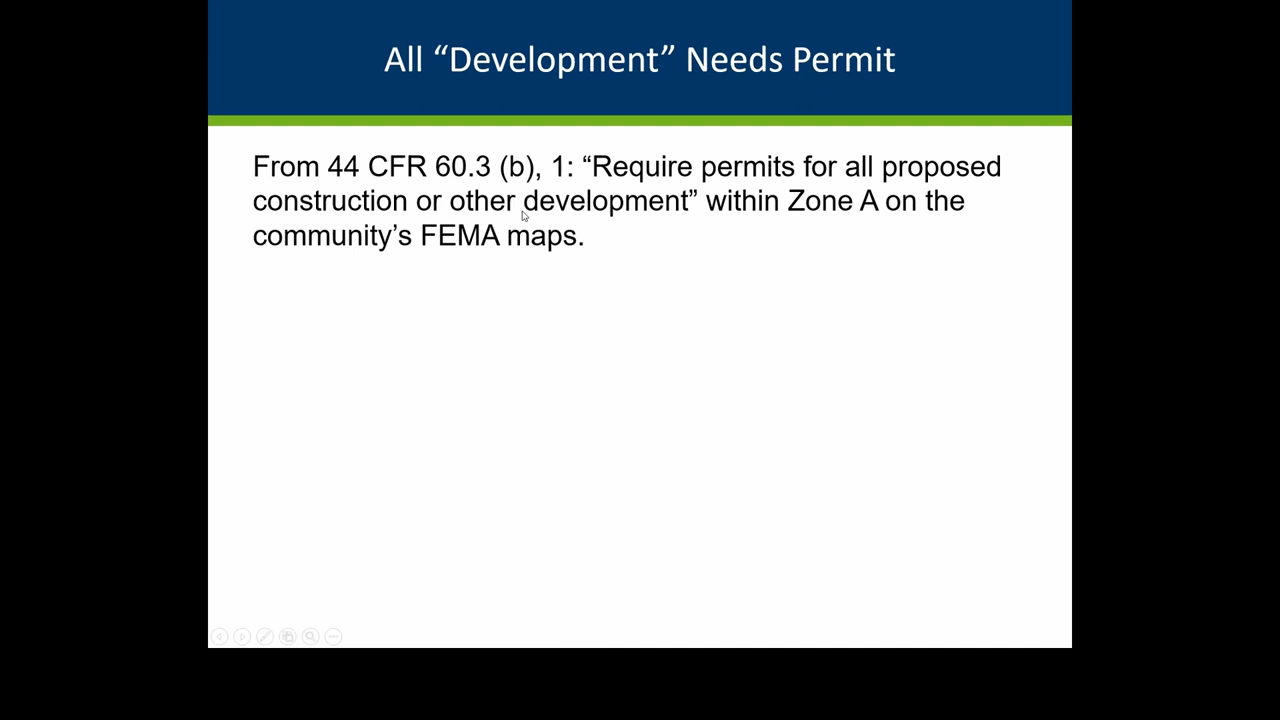 All “Development” Needs Permit
From 44 CFR 60.3 (b), 1: “Require permits for all proposed
construction or other development” within Zone A on the
community’s FEMA maps.